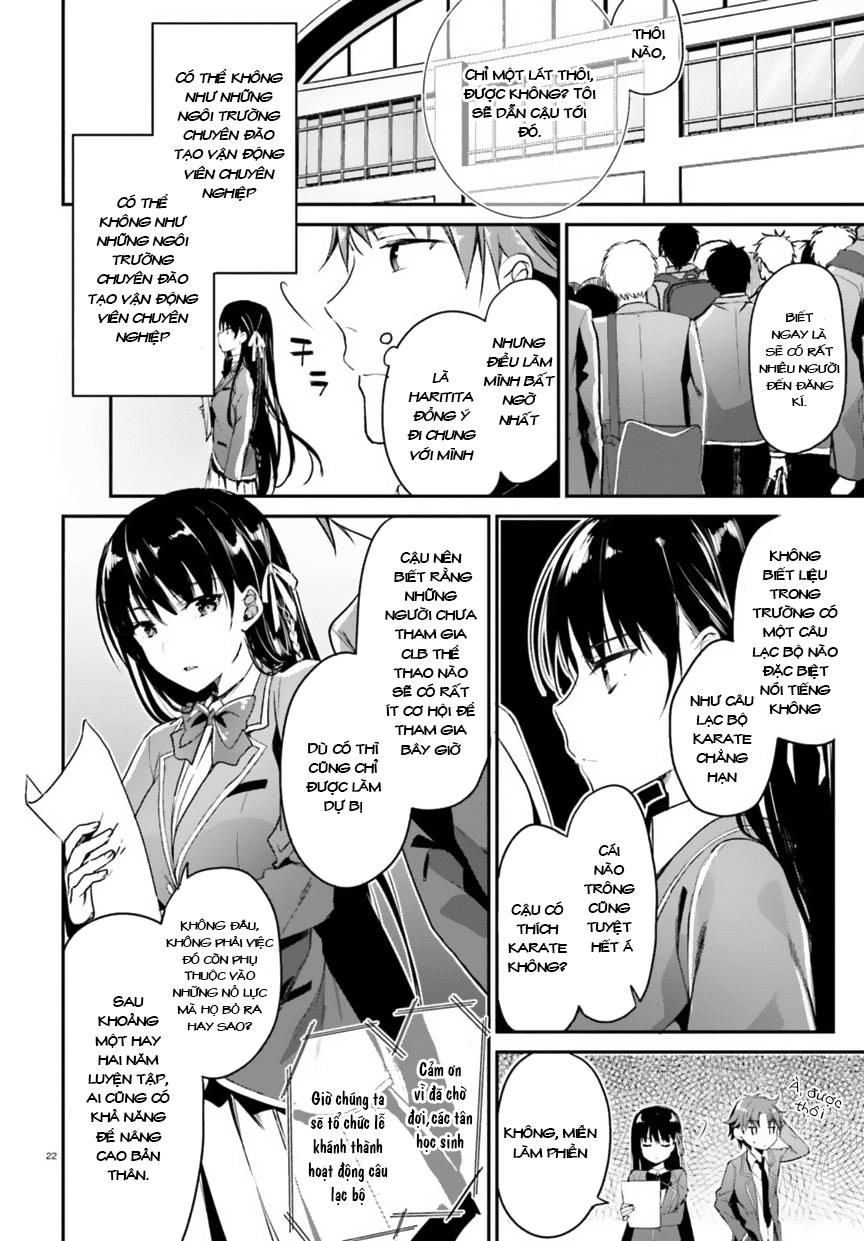 THÔI
NÀO,
CHỈ MỘT LÁT THÔI,
ĐƯỢC KHÔNG? TÔI
SẼ DẪN CẬU TỚI
ĐÓ.
CÓ THỂ KHÔNG
NHƯ NHỮNG
NGÔI TRƯỜNG
CHUYÊN ĐÀO
TẠO VẬN ĐỘNG
VIÊN CHUYÊN
NGHIỆP
CÓ THỂ
KHÔNG NHƯ
NHỮNG NGÔI
TRƯỜNG
CHUYÊN ĐÀO
TẠO VẬN ĐỘNG
VIÊN CHUYÊN
NGHIỆP
BIẾT
NGAY LÀ
SẼ CÓ RẤT
NHIỀU NGƯỜI
ĐẾN ĐĂNG
KÍ.
NHƯNG
ĐIỀU LÀM
MÌNH BẤT
NGỜ
NHẤT
LÀ
HARITITA
ĐỒNG Ý
ĐI CHUNG
VỚI MÌNH
キョロ
KHÔNG
BIẾT LIỆU
TRONG
TRƯỜNG CÓ
MỘT CÂU
LẠC BỘ NÀO
ĐẶC BIỆT
NỔI TIẾNG
KHÔNG
NHƯ CÂU
LẠC BỘ
KARATE
CHẲNG
HẠN
CÁI
NÀO
TRÔNG
CŨNG
TUYỆT
HẾT Á
CẬU CÓ
THÍCH
KARATE
KHÔNG?
CẬU NÊN
BIẾT RẰNG
NHỮNG
NGƯỜI CHƯA
THAM GIA
CLB THỂ
THAO NÀO
SẼ CÓ RẤT
ÍT CƠ HỘI ĐỂ
THAM GIA
BÂY GIỜ
DÙ CÓ THÌ
CŨNG CHỈ
ĐƯỢC LÀM
DỰ BỊ
KHÔNG ĐÂU,
KHÔNG PHẢI VIỆC
ĐÓ CÒN PHỤ
THUỘC VÀO
NHỮNG NỖ LỰC
MÀ HỌ BỎ RA
HAY SAO?
SAU
KHOẢNG
MỘT HAY
HAI NĂM
LUYỆN TẬP,
AI CŨNG CÓ
KHẢ NĂNG
ĐỂ NÂNG
CAO BẢN
THÂN.
Cảm ơn
vì đã chờ
đợi,các tân
học sinh
Giờ chúng ta
sẽ tổ chức lễ
khánh thành
hoạt động câu
lạc bộ
À, được
thôi
KHÔNG, MIỄN
LÀM PHIỀN
22